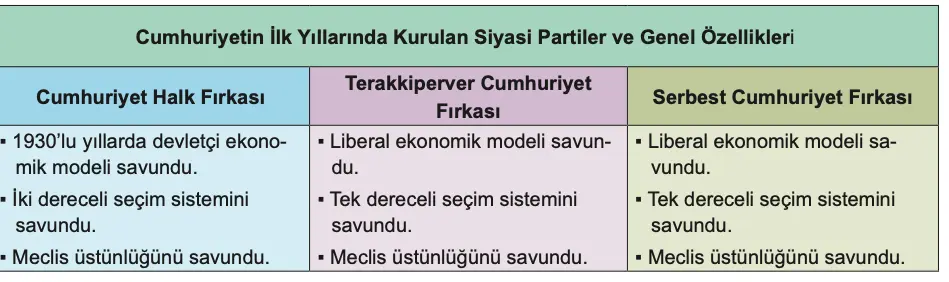 Cumhuriyetin İlk Yıllarında Kurulan Siyasi Partiler ve Genel Özellikleri
Cumhuriyet Halk Fırkası
Terakkiperver Cumhuriyet
Fırkası
Serbest Cumhuriyet Fırkası
▪ 1930’lu yıllarda devletçi ekono-
mik modeli savundu.
▪ İki dereceli seçim sistemini
savundu.
▪ Meclis üstünlüğünü savundu.
▪ Liberal ekonomik modeli savun-
du.
▪ Tek dereceli seçim sistemini
savundu.
▪ Meclis üstünlüğünü savundu.
▪ Liberal ekonomik modeli sa-
vundu.
▪ Tek dereceli seçim sistemini
savundu.
▪ Meclis üstünlüğünü savundu.